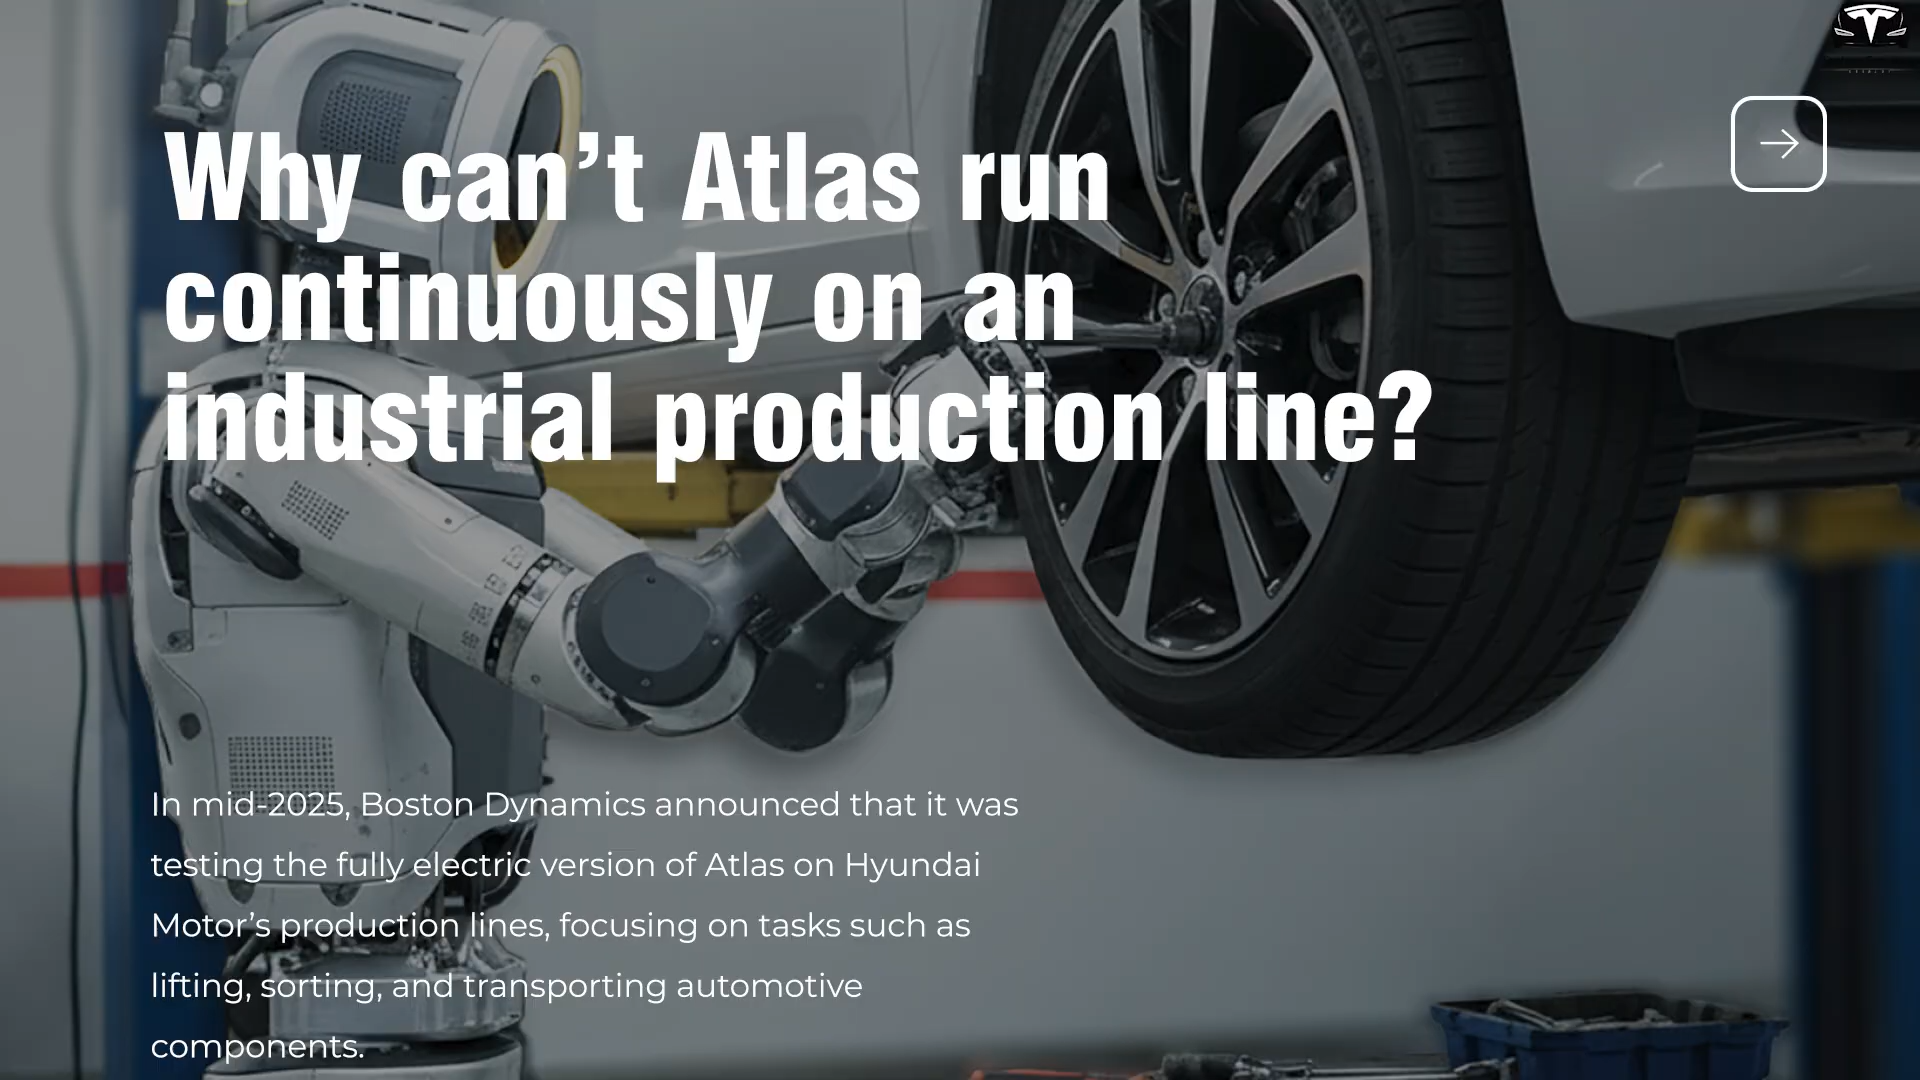 Why can’t Atlas run
continuously on an
industrial production line?
In mid-2025, Boston Dynamics announced that it was
testing the fully electric version of Atlas on Hyundai
Motor’s production lines, focusing on tasks such as
lifting, sorting, and transporting automotive
components.